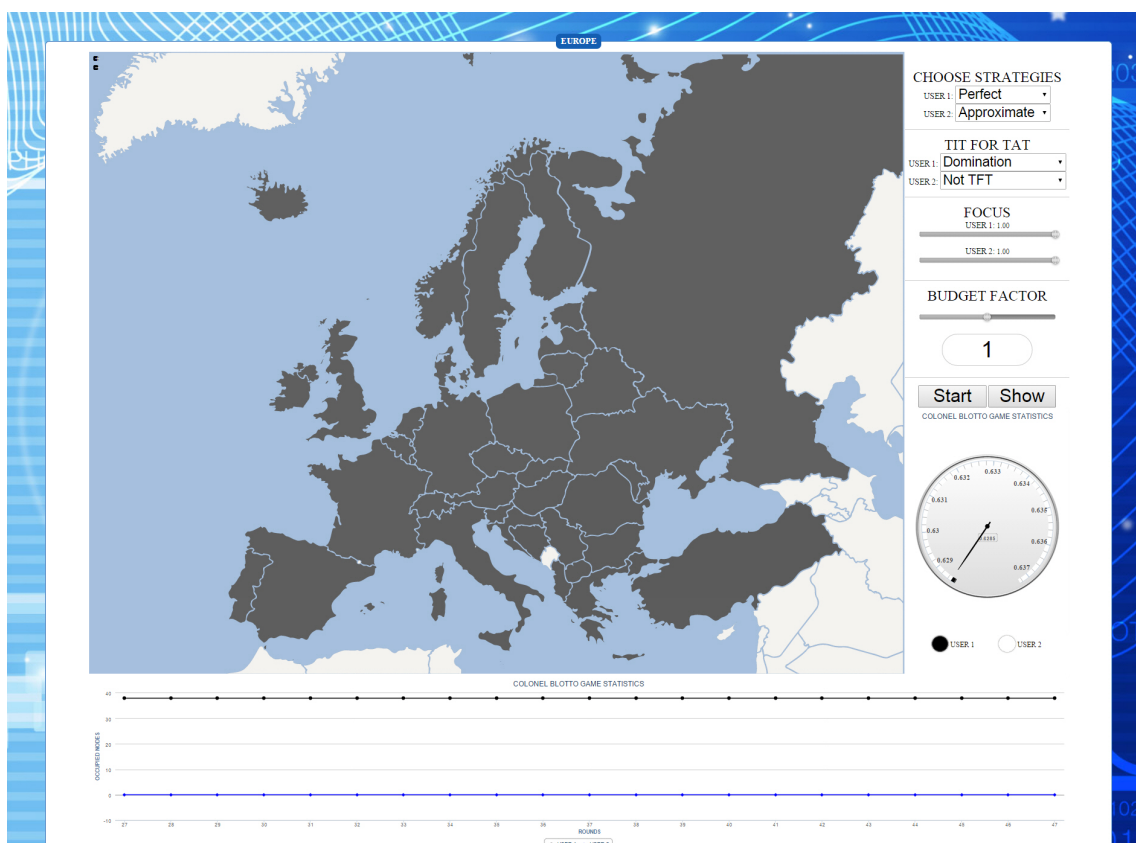 EUROPE
CHOOSE STRATEGIES
USER 1: Perfect
USER 2: Approximate
TIT FOR TAT
USER 1: Domination
USER 2: Not TFT
FOCUS
USER 1: 1.00
USER 2: 1.00
BUDGET FACTOR
1
Start Show
COLONEL BLOTTO GAME STATISTICS
0.629
0.63
0.631
0.632
0.633
0.634
0.635
0.636
0.637
USER 1 USER 2
COLONEL BLOTTO GAME STATISTICS
OCCUPIED NODES
40
30
20
10
0
-10
27 28 29 30 31 32 33 34 35 36 37 38 39 40 41 42 43 44 45 46 47
ROUNDS